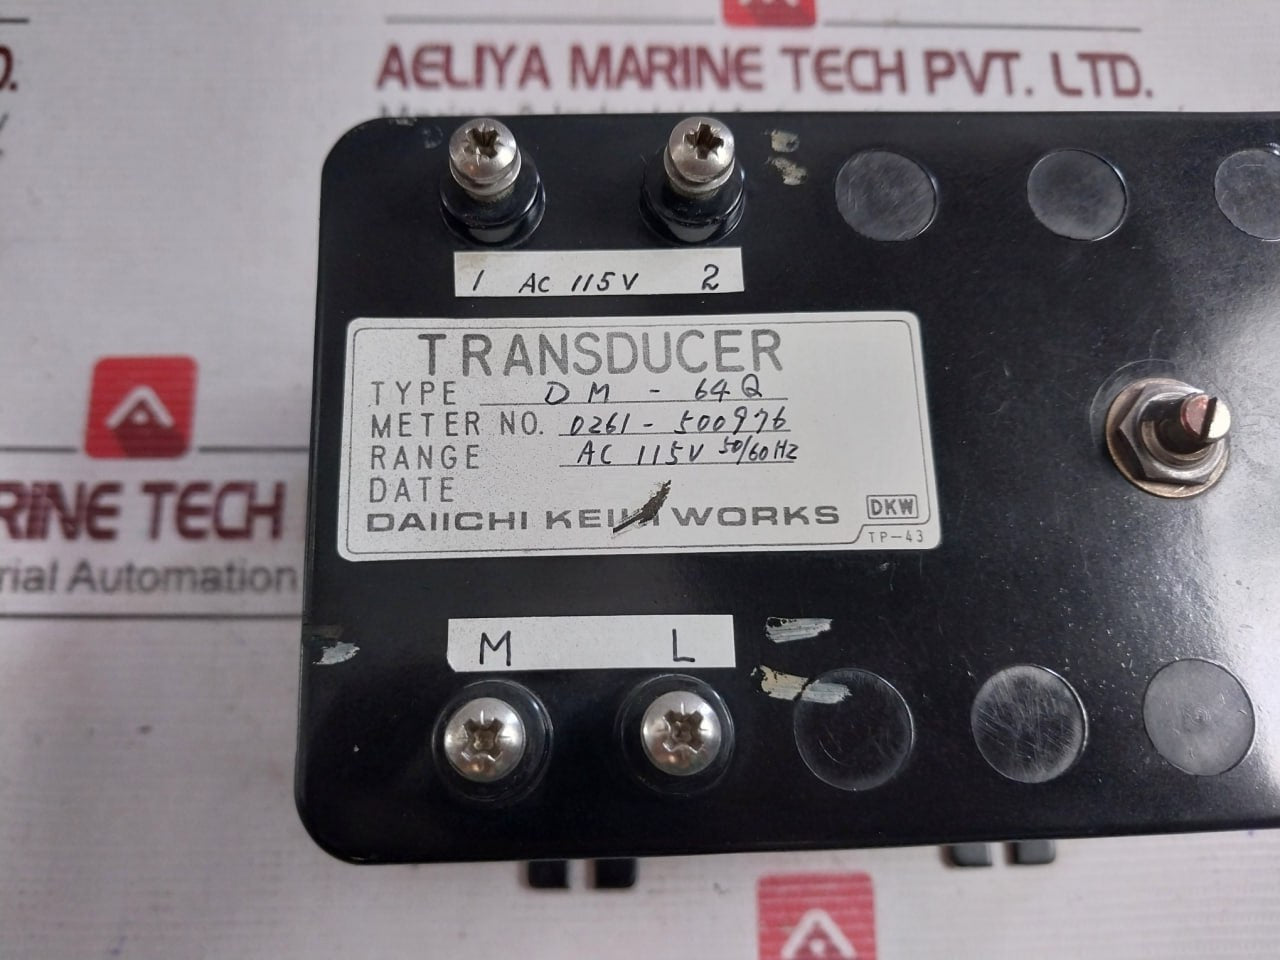 AELIYA MARINE TECH PVT. LTD.
1 AC 115V 2
TRANSDUCER
TYPE DM - 64Q
METER NO. 0261-500976
RANGE AC 115V 50/60Hz
DATE
DAIICHI WORKS DKW
TP-43
RINE TECH
rial Automation
M L